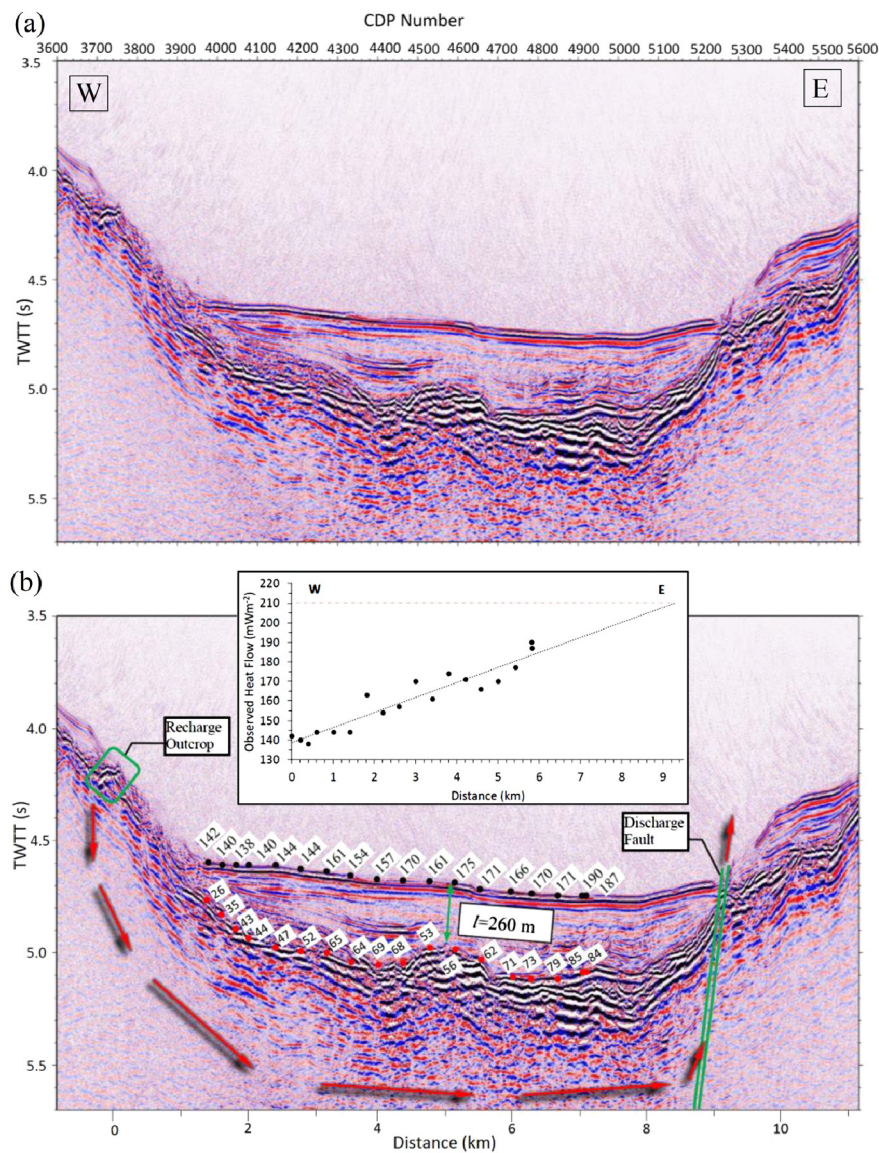 (a)
CDP Number
3600 3700 3800 3900 4000 4100 4200 4300 4400 4500 4600 4700 4800 4900 5000 5100 5200 5300 5400 5500 5600
3.5
W
E
4.0
4.5
5.0
5.5
TWTT (s)
(b)
W
E
220
210
200
190
180
170
160
150
140
130
Observed Heat Flow (mWm-2)
0 1 2 3 4 5 6 7 8 9
Distance (km)
3.5
4.0
4.5
5.0
5.5
TWTT (s)
Recharge
Outcrop
Discharge
Fault
142 140 138 140 144 144 161 154 157 170 161 175 171 166 170 171 190 187
l=260 m
26 35 43 44 47 52 65 64 69 68 53 56 62 71 73 79 85 84
0 2 4 6 8 10
Distance (km)